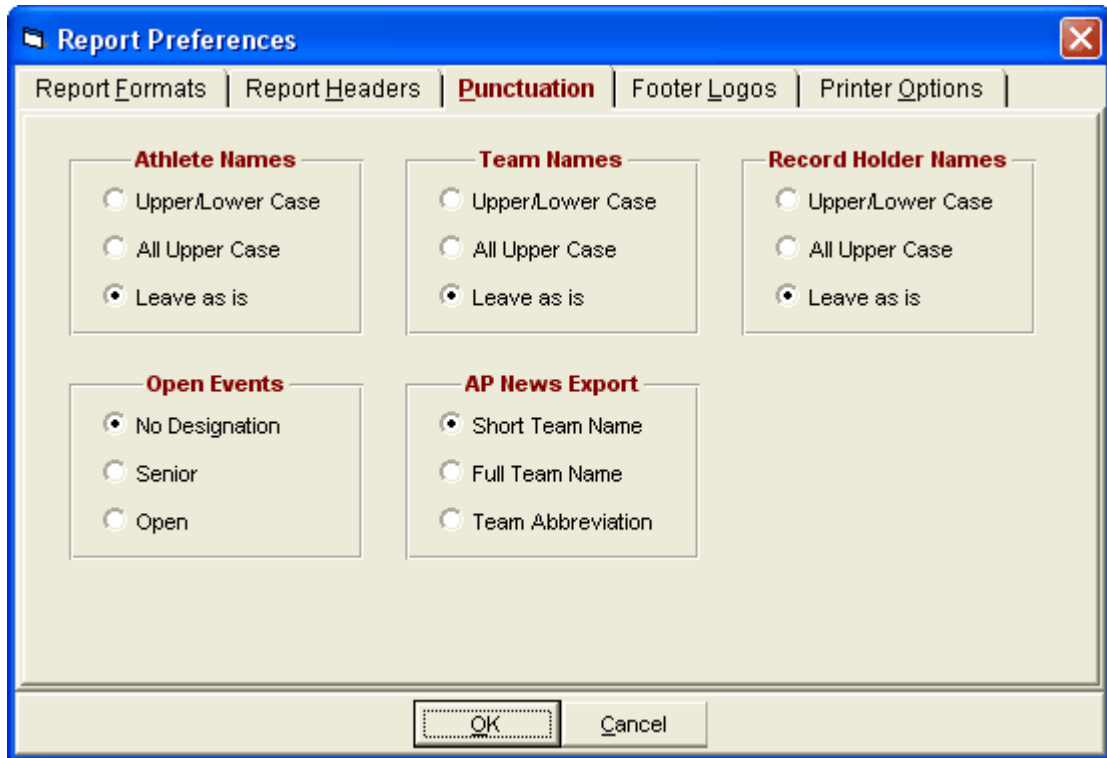 Report Preferences
Report Formats Report Headers Punctuation Footer Logos Printer Options
Athlete Names Team Names Record Holder Names
Upper/Lower Case Upper/Lower Case Upper/Lower Case
All Upper Case All Upper Case All Upper Case
Leave as is Leave as is Leave as is
Open Events AP News Export
No Designation Short Team Name
Senior Full Team Name
Open Team Abbreviation
OK Cancel